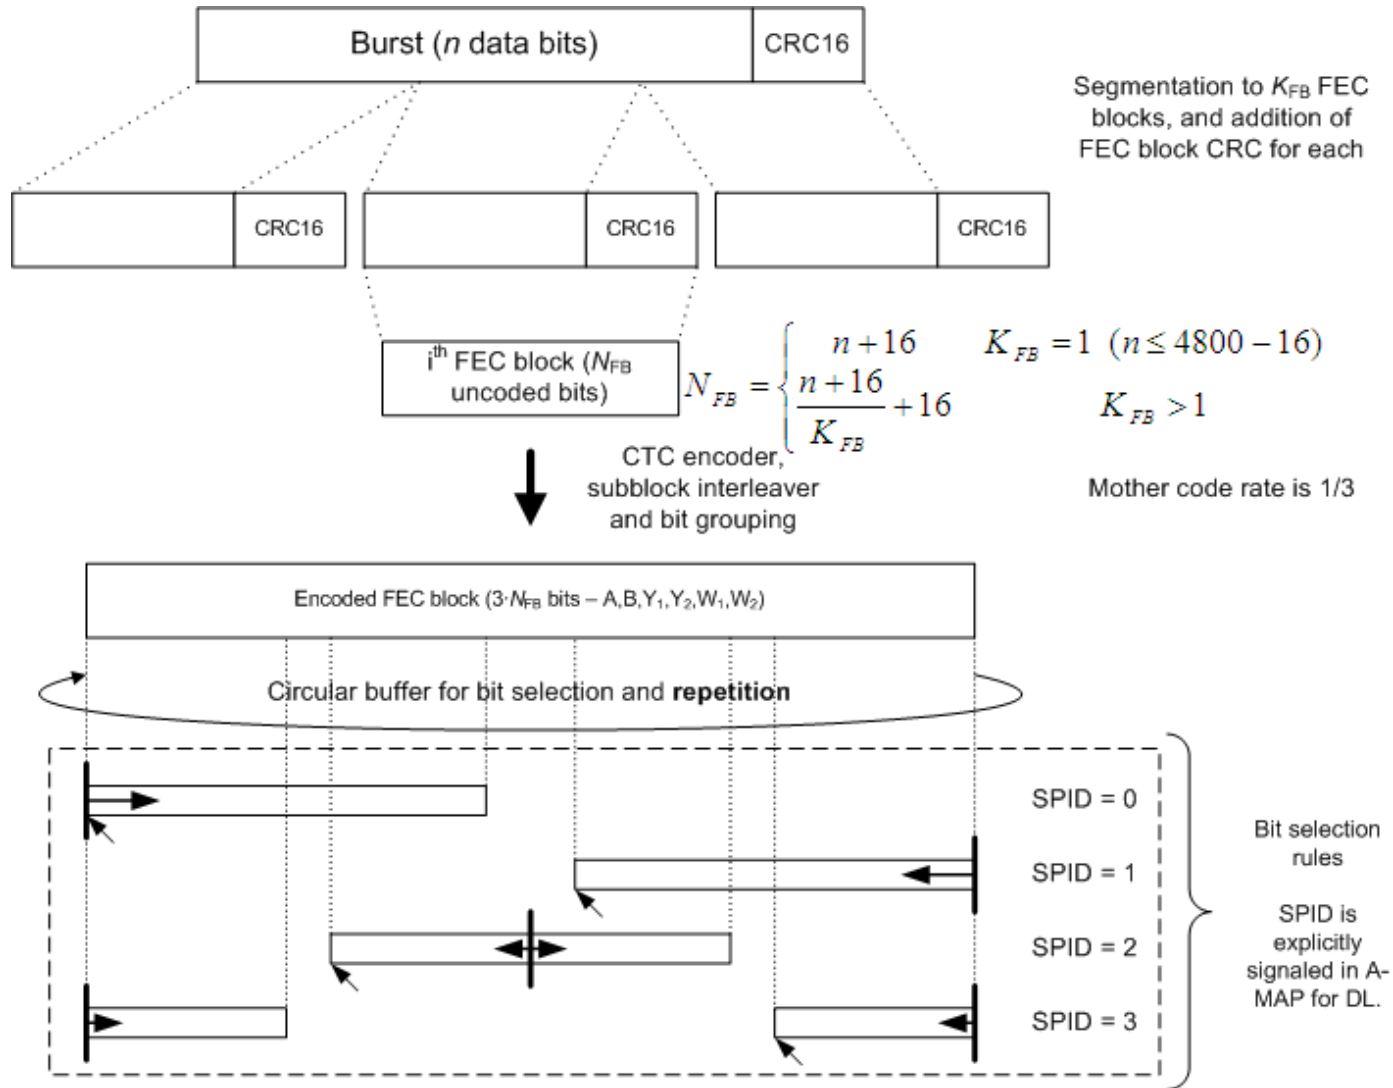 Burst (n data bits)
CRC16
Segmentation to K_FB FEC
blocks, and addition of
FEC block CRC for each
CRC16
CRC16
CRC16
i^th FEC block (N_FB
uncoded bits)
N_FB = { n+16 K_FB = 1 (n ≤ 4800 − 16)
(n+16)/K_FB + 16 K_FB > 1
CTC encoder,
subblock interleaver
and bit grouping
Mother code rate is 1/3
Encoded FEC block (3·N_FB bits – A,B,Y₁,Y₂,W₁,W₂)
Circular buffer for bit selection and repetition
SPID = 0
SPID = 1
SPID = 2
SPID = 3
Bit selection
rules
SPID is
explicitly
signaled in A-
MAP for DL.